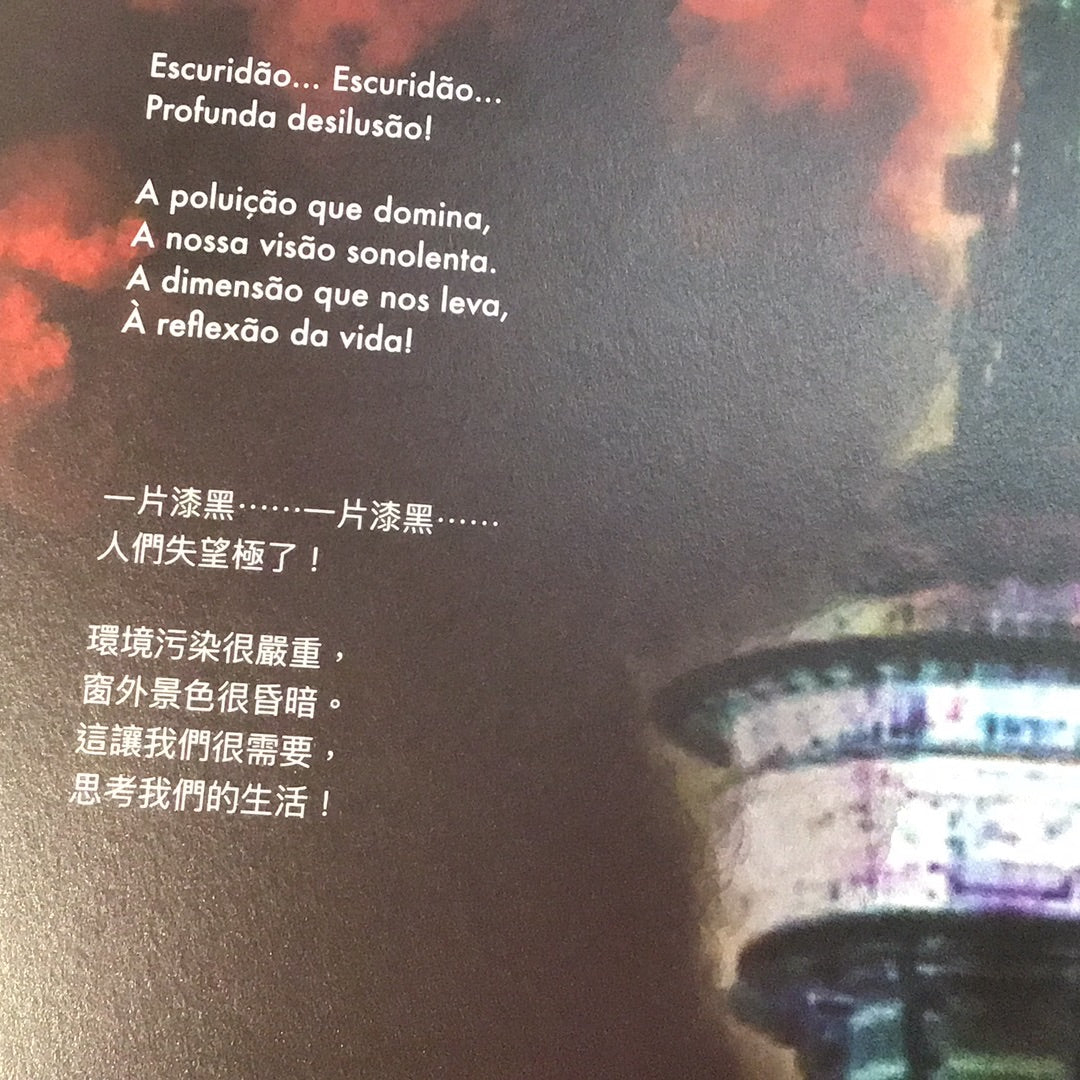 Escuridão... Escuridão...
Profunda desilusão!
A poluição que domina,
A nossa visão sonolenta.
A dimensão que nos leva,
À reflexão da vida!
一片漆黑⋯⋯一片漆黑⋯⋯
人們失望極了！
環境污染很嚴重，
窗外景色很昏暗。
這讓我們很需要，
思考我們的生活！